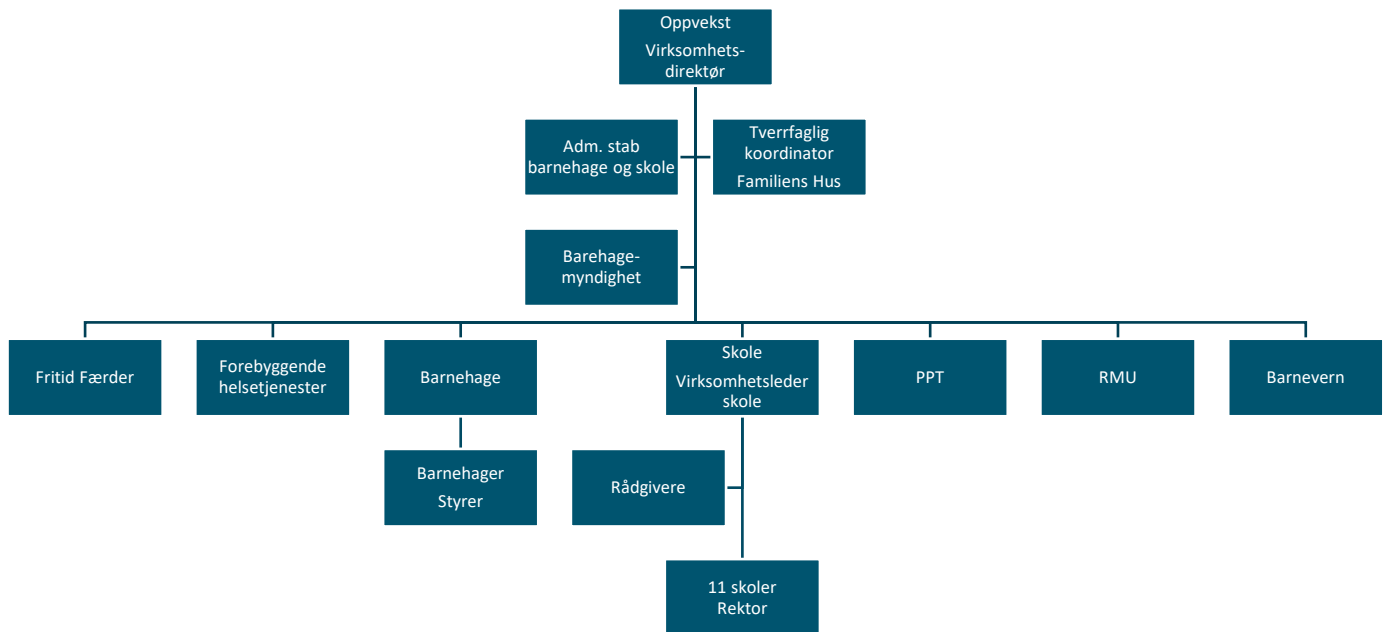 Oppvekst
Virksomhets-
direktør
Adm. stab
barnehage og skole
Tverrfaglig
koordinator
Familiens Hus
Barehage-
myndighet
Fritid Færder
Forebyggende
helsetjenester
Barnehage
Skole
Virksomhetsleder
skole
PPT
RMU
Barnevern
Barnehager
Styrer
Rådgivere
11 skoler
Rektor